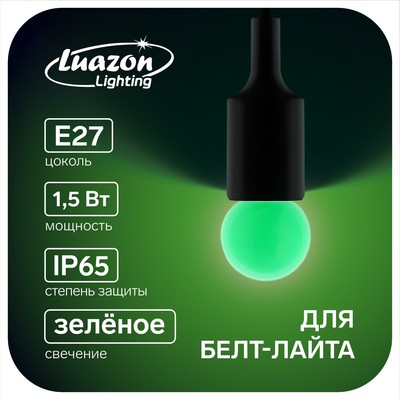 Luazon
Lighting
E27
цоколь
1,5 Вт
мощность
IP65
степень защиты
зелёное
свечение
ДЛЯ
БЕЛТ-ЛАЙТА